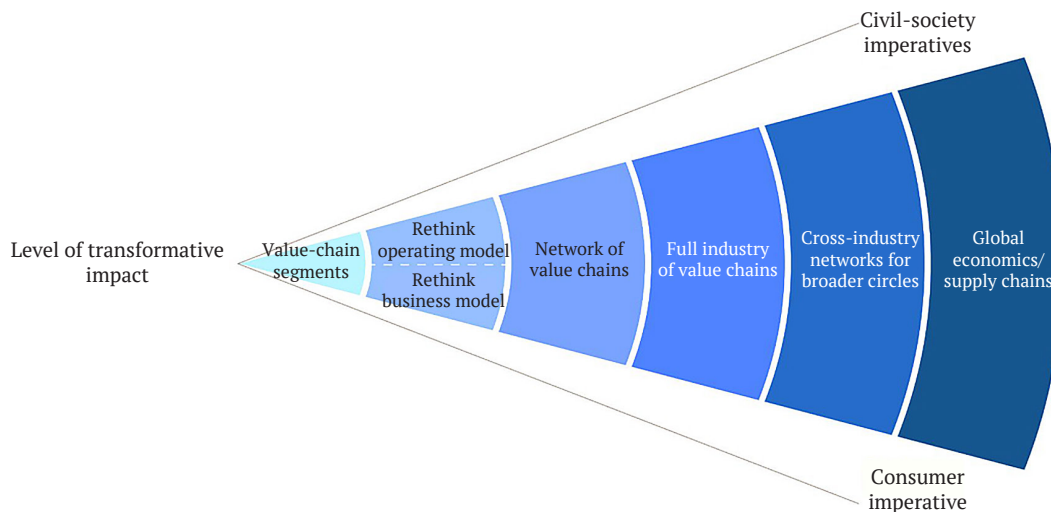 Civil-society
imperatives
Level of transformative
impact
Value-chain
segments
Rethink
operating model
Rethink
business model
Network of
value chains
Full industry
of value chains
Cross-industry
networks for
broader circles
Global
economics/
supply chains
Consumer
imperative